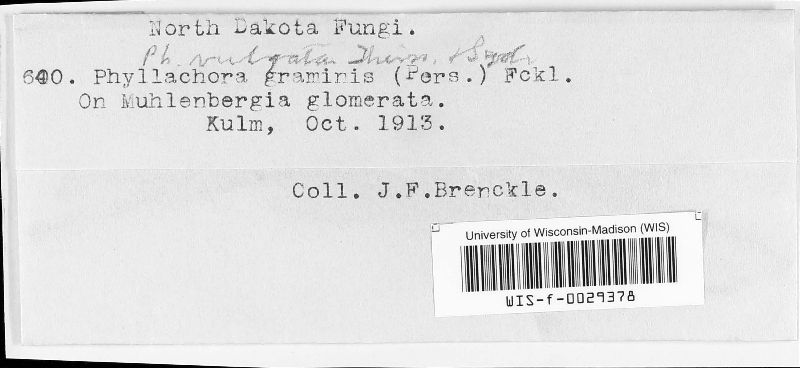 North Dakota Fungi.
Ph. vulgata Theiss. & Syd.
640. Phyllachora graminis (Pers.) Fckl.
On Muhlenbergia glomerata.
Kulm, Oct. 1913.
Coll. J.F.Brenckle.
University of Wisconsin-Madison (WIS)
WIS-f-0029378